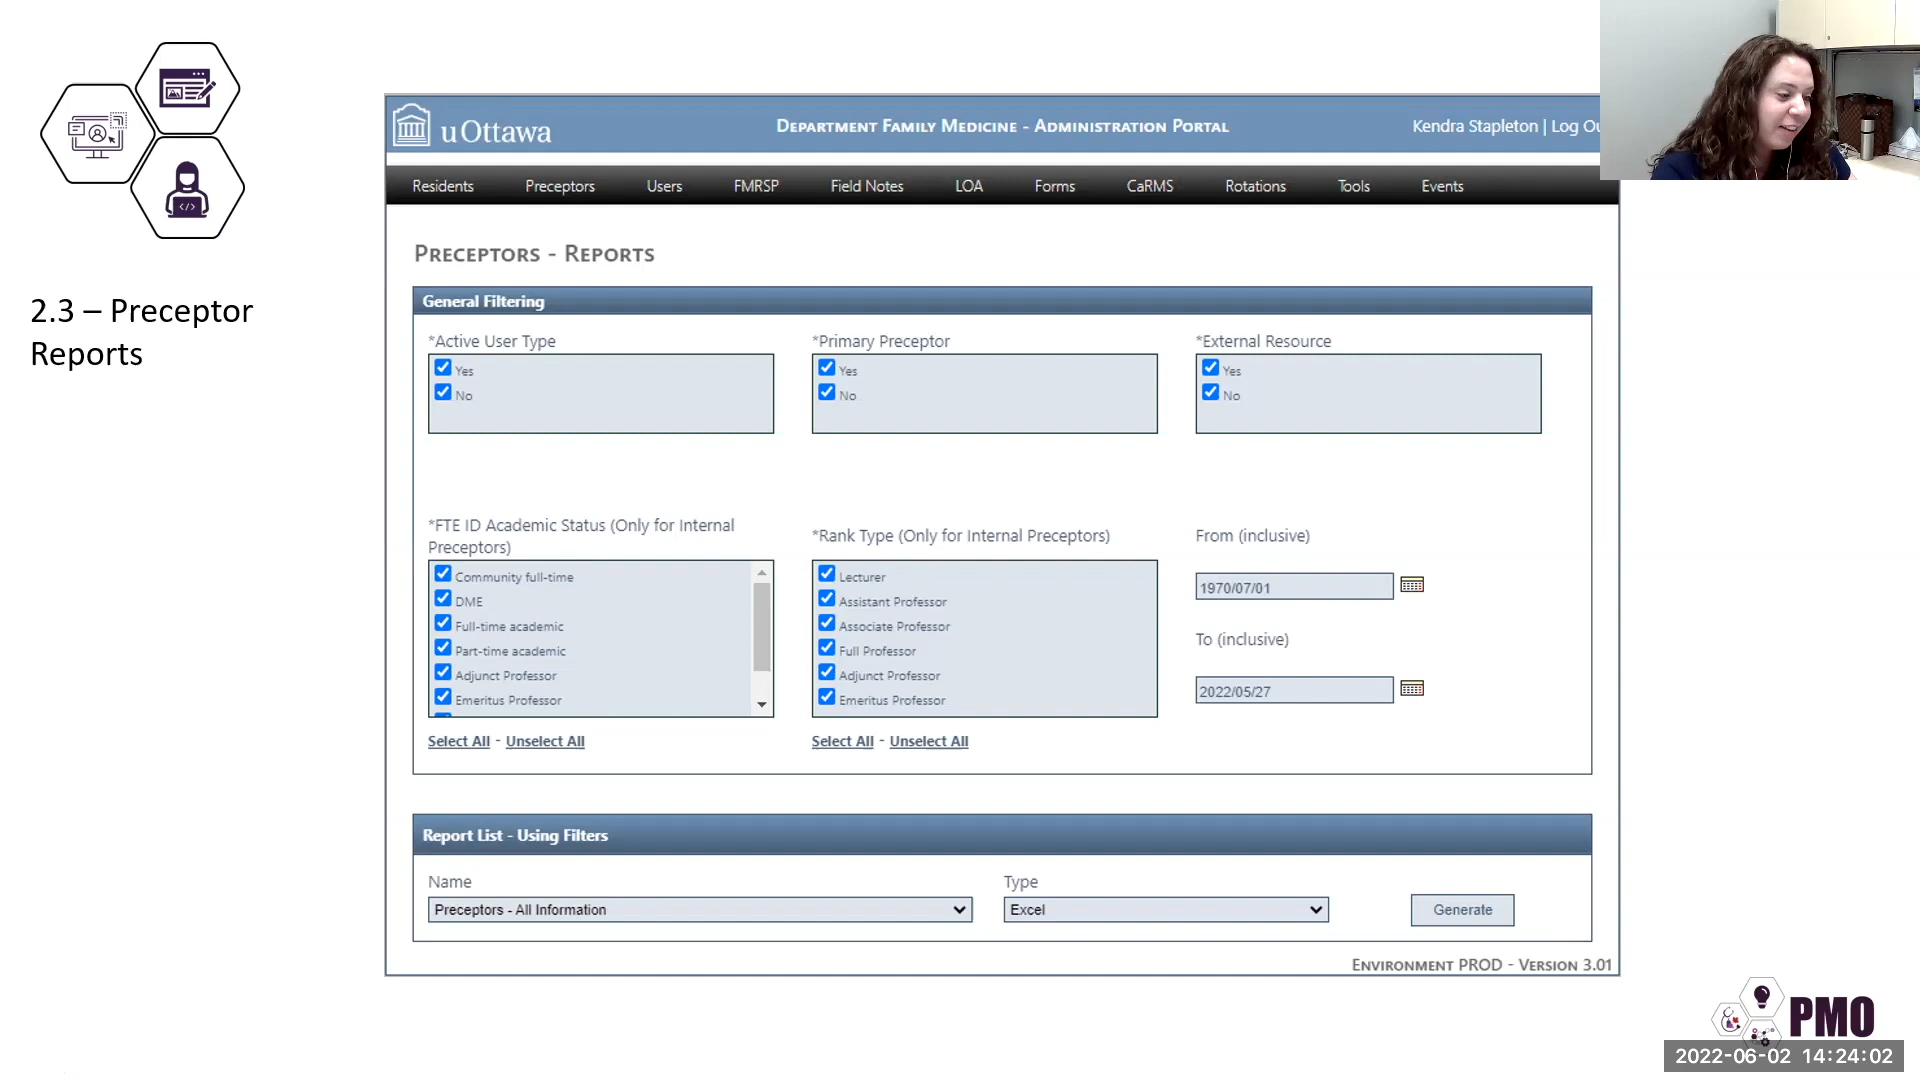 2.3 – Preceptor
Reports
uOttawa
Department Family Medicine - Administration Portal
Kendra Stapleton | Log Ou
Residents Preceptors Users FMRSP Field Notes LOA Forms CaRMS Rotations Tools Events
Preceptors - Reports
General Filtering
*Active User Type
Yes
No
*Primary Preceptor
Yes
No
*External Resource
Yes
No
*FTE ID Academic Status (Only for Internal
Preceptors)
Community full-time
DME
Full-time academic
Part-time academic
Adjunct Professor
Emeritus Professor
Select All - Unselect All
*Rank Type (Only for Internal Preceptors)
Lecturer
Assistant Professor
Associate Professor
Full Professor
Adjunct Professor
Emeritus Professor
Select All - Unselect All
From (inclusive)
1970/07/01
To (inclusive)
2022/05/27
Report List - Using Filters
Name
Preceptors - All Information
Type
Excel
Generate
Environment PROD - Version 3.01
PMO
2022-06-02 14:24:02